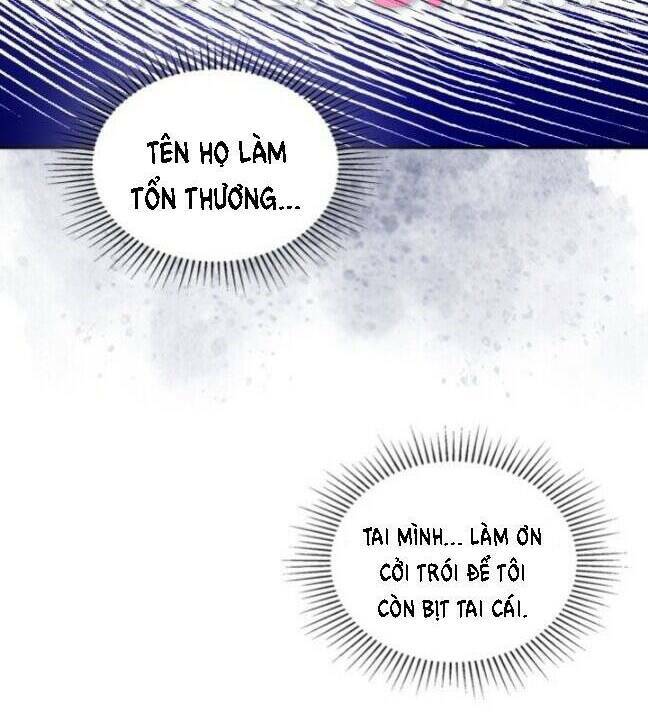 TÊN HỌ LÀM
TỔN THƯƠNG...
TAI MÌNH... LÀM ƠN
CỞI TRÓI ĐỂ TÔI
CÒN BỊT TAI CÁI.